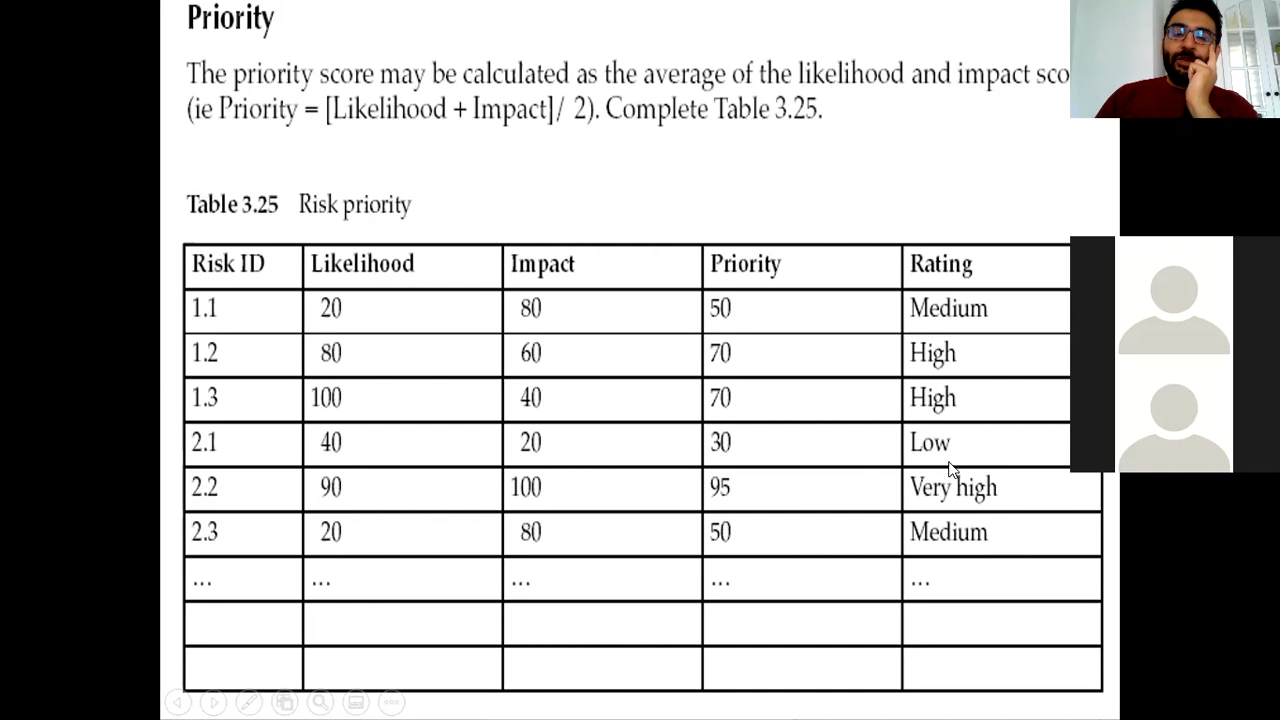 Priority
The priority score may be calculated as the average of the likelihood and impact
(ie Priority = [Likelihood + Impact]/ 2). Complete Table 3.25.
Table 3.25 Risk priority
Risk ID Likelihood Impact Priority Rating
1.1 20 80 50 Medium
1.2 80 60 70 High
1.3 100 40 70 High
2.1 40 20 30 Low
2.2 90 100 95 Very high
2.3 20 80 50 Medium
... ... ... ... ...